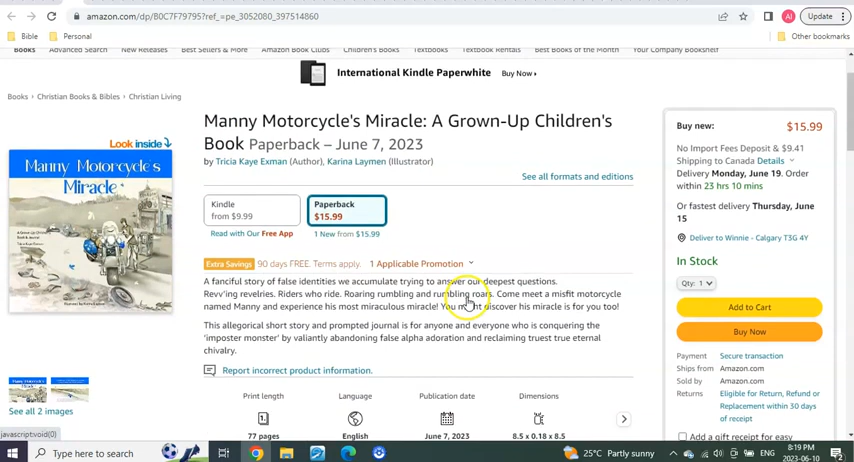 amazon.com/dp/B0C7F79795?ref_=pe_3052080_397514860
AI
Update
Bible
Personal
Other bookmarks
Books
Advanced Search
New Releases
Best Sellers & More
Amazon Book Clubs
Children's Books
Textbooks
Textbook Rentals
Best Books of the Month
Your Company Bookshelf
International Kindle Paperwhite Buy Now ›
Books › Christian Books & Bibles › Christian Living
Look inside
Manny Motorcycle's
Miracle
Manny Motorcycle's Miracle: A Grown-Up Children's
Book Paperback – June 7, 2023
by Tricia Kaye Exman (Author), Karina Laymen (Illustrator)
See all formats and editions
Kindle
from $9.99
Paperback
$15.99
Read with Our Free App
1 New from $15.99
Extra Savings 90 days FREE. Terms apply. 1 Applicable Promotion
A fanciful story of false identities we accumulate trying to answer our deepest questions.
Revv'ing revelries. Riders who ride. Roaring rumbling and rumbling roars. Come meet a misfit motorcycle
named Manny and experience his most miraculous miracle! You might discover his miracle is for you too!
This allegorical short story and prompted journal is for anyone and everyone who is conquering the
'imposter monster' by valiantly abandoning false alpha adoration and reclaiming truest true eternal
chivalry.
Report incorrect product information.
See all 2 images
Print length
77 pages
Language
English
Publication date
June 7, 2023
Dimensions
8.5 x 0.18 x 8.5
Buy new: $15.99
No Import Fees Deposit & $9.41
Shipping to Canada Details
Delivery Monday, June 19. Order
within 23 hrs 10 mins
Or fastest delivery Thursday, June
15
Deliver to Winnie - Calgary T3G 4Y
In Stock
Qty: 1
Add to Cart
Buy Now
Payment Secure transaction
Ships from Amazon.com
Sold by Amazon.com
Returns Eligible for Return, Refund or
Replacement within 30 days
of receipt
Add a gift receipt for easy
javascript:void(0)
Type here to search
25°C Partly sunny
ENG
8:19 PM
2023-06-10
2